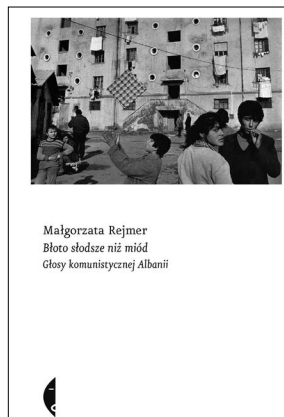 Małgorzata Rejmer
Błoto słodsze niż miód
Głosy komunistycznej Albanii